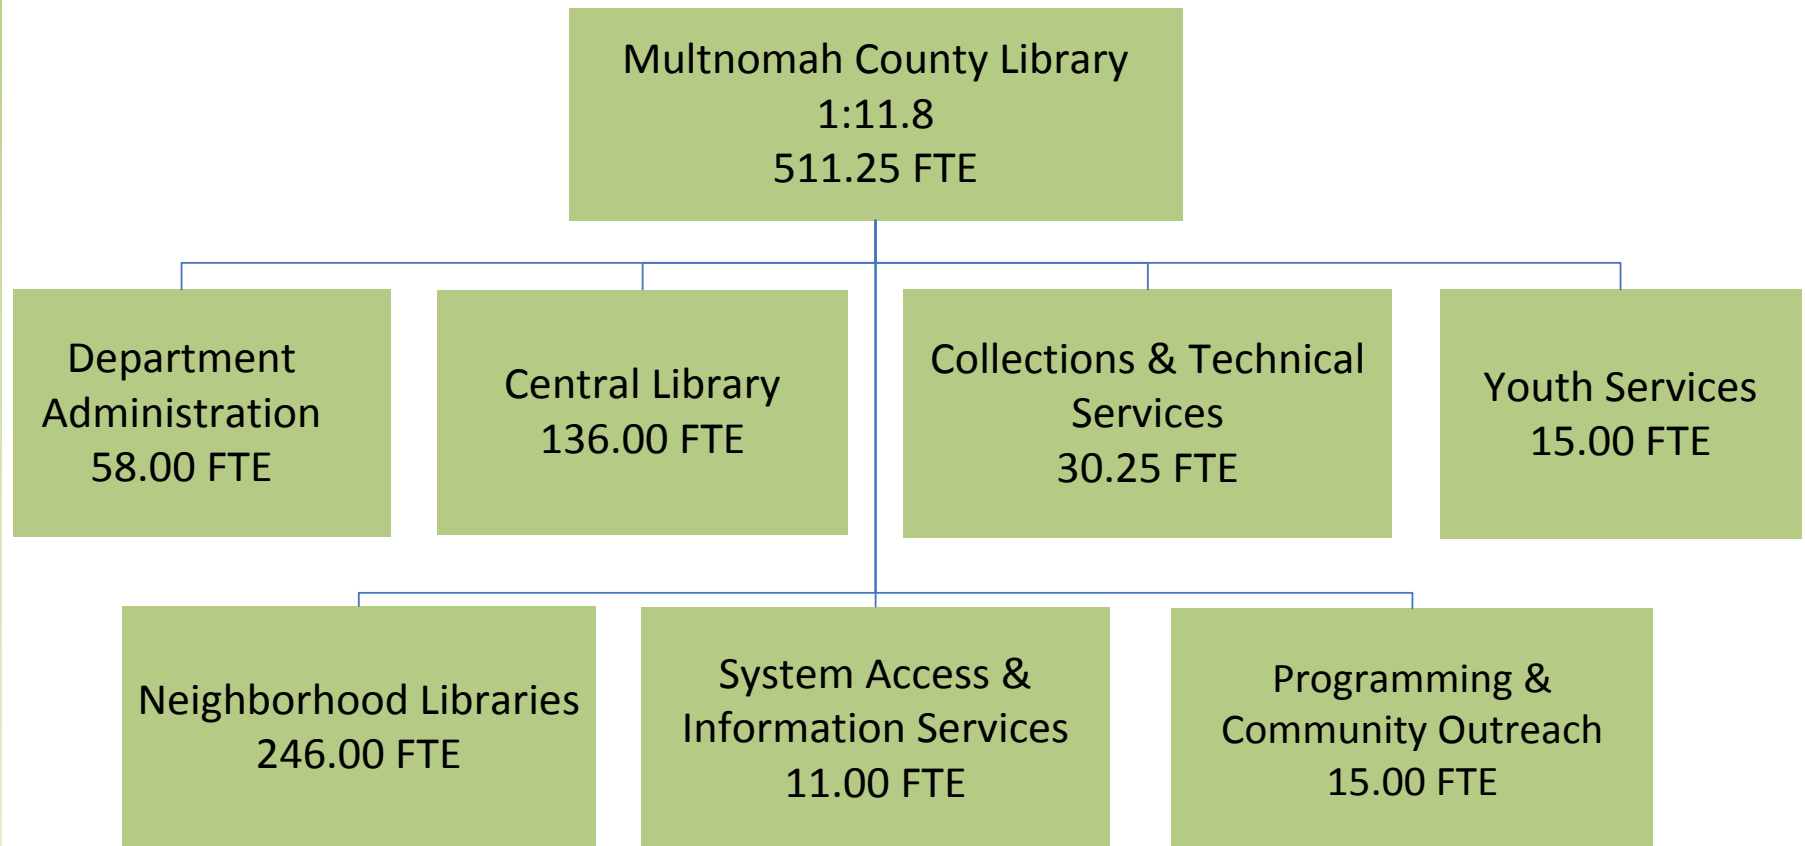 Multnomah County Library
1:11.8
511.25 FTE
Department
Administration
58.00 FTE
Central Library
136.00 FTE
Collections & Technical
Services
30.25 FTE
Youth Services
15.00 FTE
Neighborhood Libraries
246.00 FTE
System Access &
Information Services
11.00 FTE
Programming &
Community Outreach
15.00 FTE